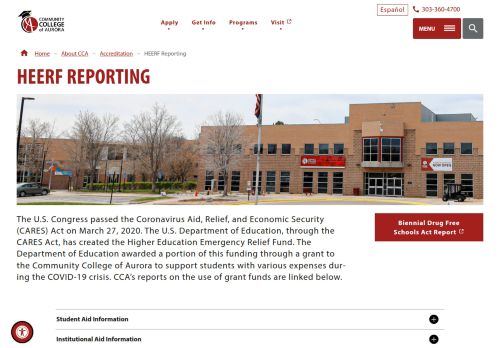 COMMUNITY
COLLEGE
of AURORA
Apply
Get Info
Programs
Visit
Español
303-360-4700
MENU
Home – About CCA – Accreditation – HEERF Reporting
HEERF REPORTING
NOW OPEN
The U.S. Congress passed the Coronavirus Aid, Relief, and Economic Security
(CARES) Act on March 27, 2020. The U.S. Department of Education, through the
CARES Act, has created the Higher Education Emergency Relief Fund. The
Department of Education awarded a portion of this funding through a grant to
the Community College of Aurora to support students with various expenses dur-
ing the COVID-19 crisis. CCA's reports on the use of grant funds are linked below.
Biennial Drug Free
Schools Act Report
Student Aid Information
Institutional Aid Information